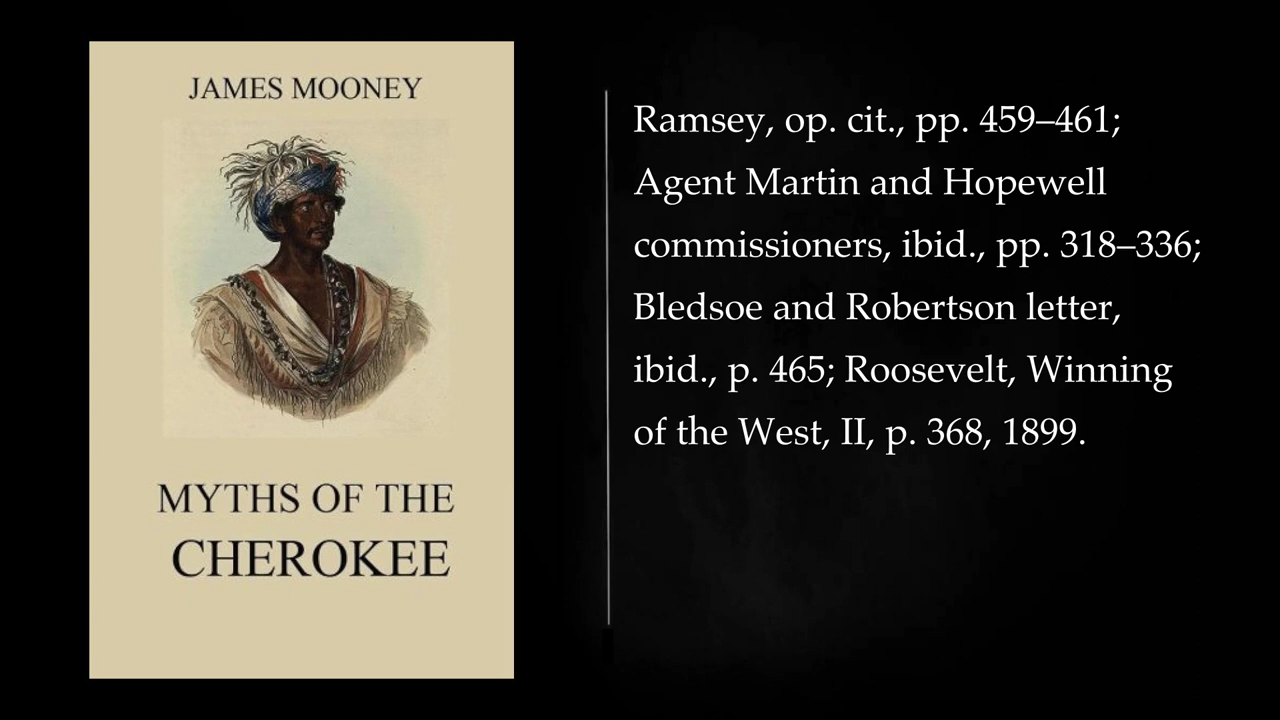 JAMES MOONEY
MYTHS OF THE
CHEROKEE
Ramsey, op. cit., pp. 459–461;
Agent Martin and Hopewell
commissioners, ibid., pp. 318–336;
Bledsoe and Robertson letter,
ibid., p. 465; Roosevelt, Winning
of the West, II, p. 368, 1899.